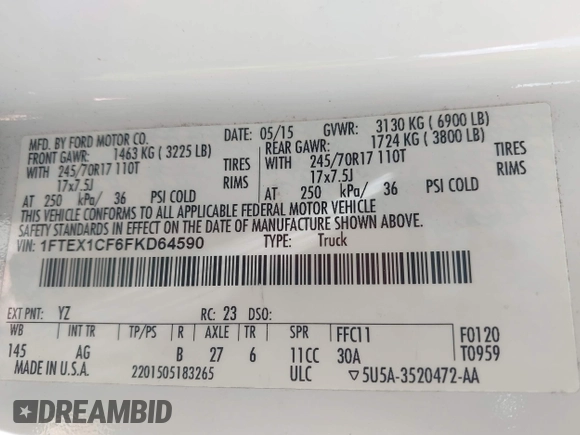 MFD. BY FORD MOTOR CO.
DATE: 05/15 GVWR: 3130 KG ( 6900 LB)
FRONT GAWR: 1463 KG ( 3225 LB)
REAR GAWR: 1724 KG ( 3800 LB)
WITH 245/70R17 110T TIRES
WITH 245/70R17 110T TIRES
17x7.5J RIMS
17x7.5J RIMS
AT 250 kPa/ 36 PSI COLD
AT 250 kPa/ 36 PSI COLD
THIS VEHICLE CONFORMS TO ALL APPLICABLE FEDERAL MOTOR VEHICLE
SAFETY STANDARDS IN EFFECT ON THE DATE OF MANUFACTURE SHOWN ABOVE.
VIN: 1FTEX1CF6FKD64590 TYPE: Truck
EXT PNT: YZ RC: 23 DSO:
WB INT TR TP/PS R AXLE TR SPR FFC11 F0120
145 AG B 27 6 11CC 30A T0959
MADE IN U.S.A. 2201505183265 ULC ▽5U5A-3520472-AA
DREAMBID